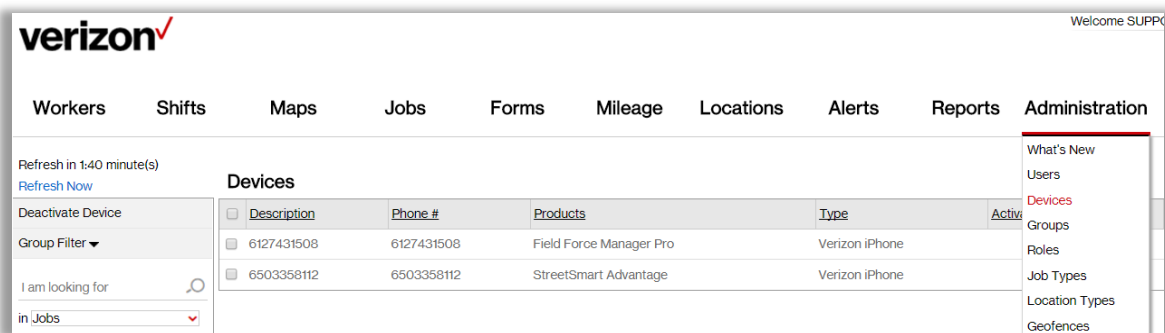 Welcome SUPPO
verizon
Workers Shifts Maps Jobs Forms Mileage Locations Alerts Reports Administration
Refresh in 1:40 minute(s)
Refresh Now
Deactivate Device
Group Filter
I am looking for
in Jobs
Devices
Description Phone # Products Type Activa
6127431508 6127431508 Field Force Manager Pro Verizon iPhone
6503358112 6503358112 StreetSmart Advantage Verizon iPhone
What's New
Users
Devices
Groups
Roles
Job Types
Location Types
Geofences